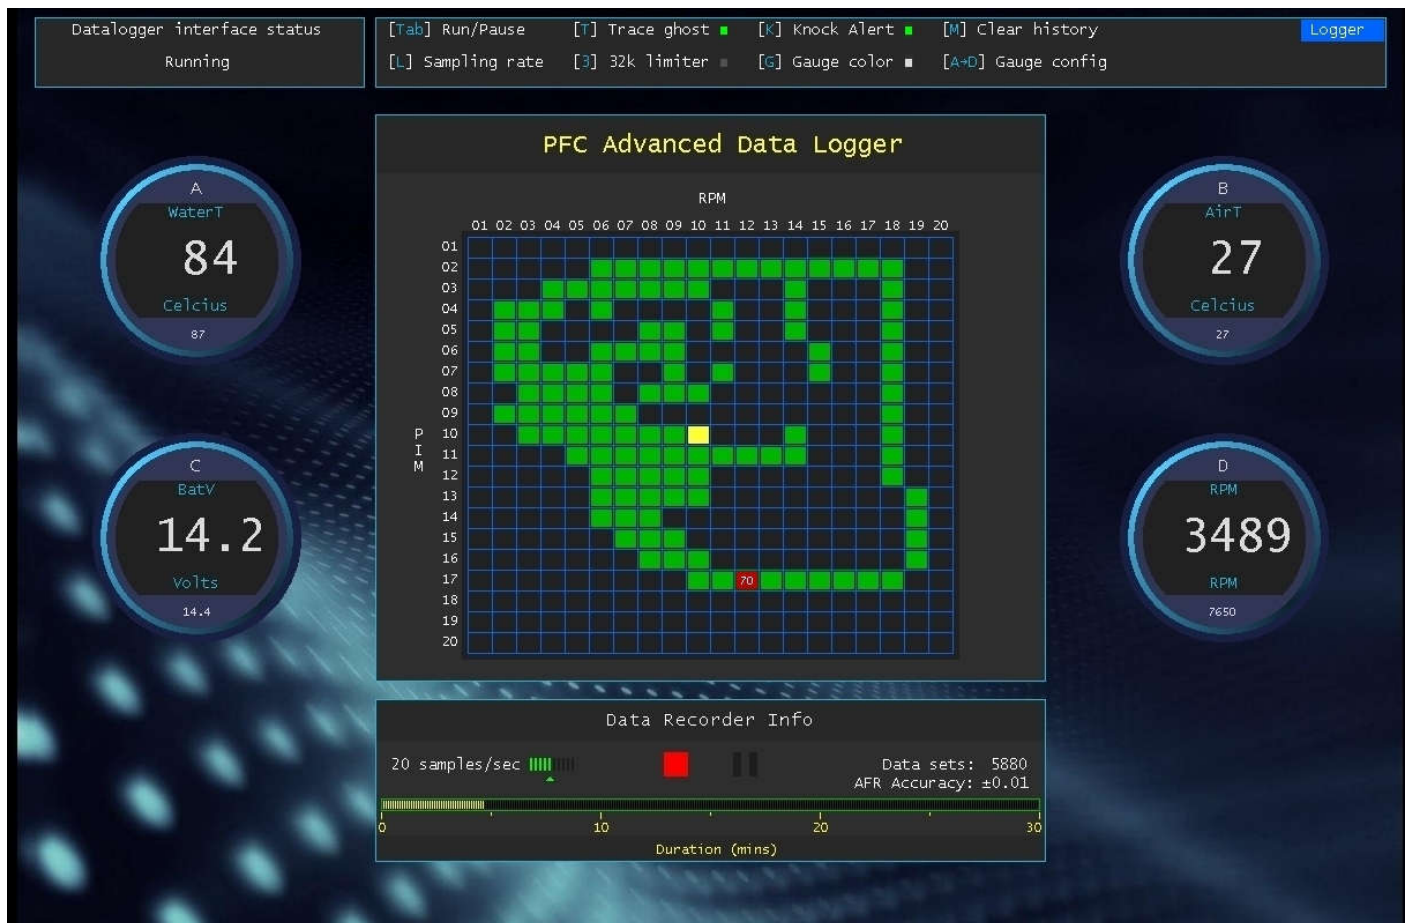 Datalogger interface status
Running
[Tab] Run/Pause [T] Trace ghost [K] Knock Alert [M] Clear history Logger
[L] Sampling rate [3] 32k limiter [G] Gauge color [A→D] Gauge config
PFC Advanced Data Logger
RPM
01 02 03 04 05 06 07 08 09 10 11 12 13 14 15 16 17 18 19 20
01
02
03
04
05
06
07
08
09
10
11
12
13
14
15
16
17
18
19
20
PIM
70
A
WaterT
84
Celcius
87
B
AirT
27
Celcius
27
C
BatV
14.2
Volts
14.4
D
RPM
3489
RPM
7650
Data Recorder Info
20 samples/sec
Data sets: 5880
AFR Accuracy: ±0.01
0 10 20 30
Duration (mins)